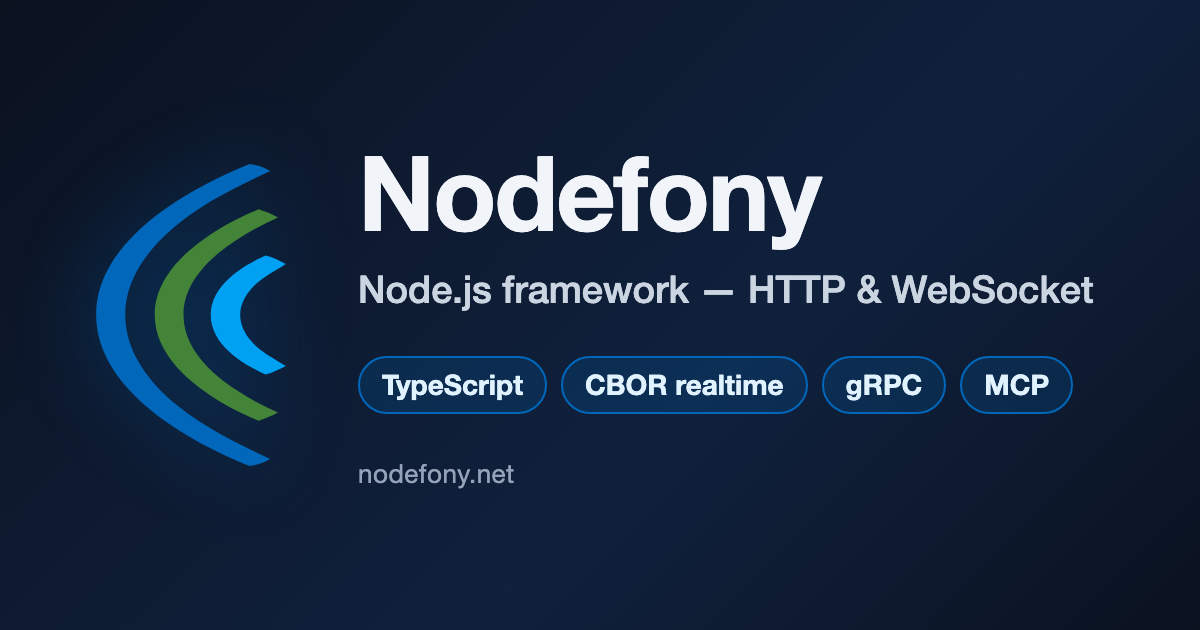 Nodefony
Node.js framework — HTTP & WebSocket
TypeScript CBOR realtime gRPC MCP
nodefony.net